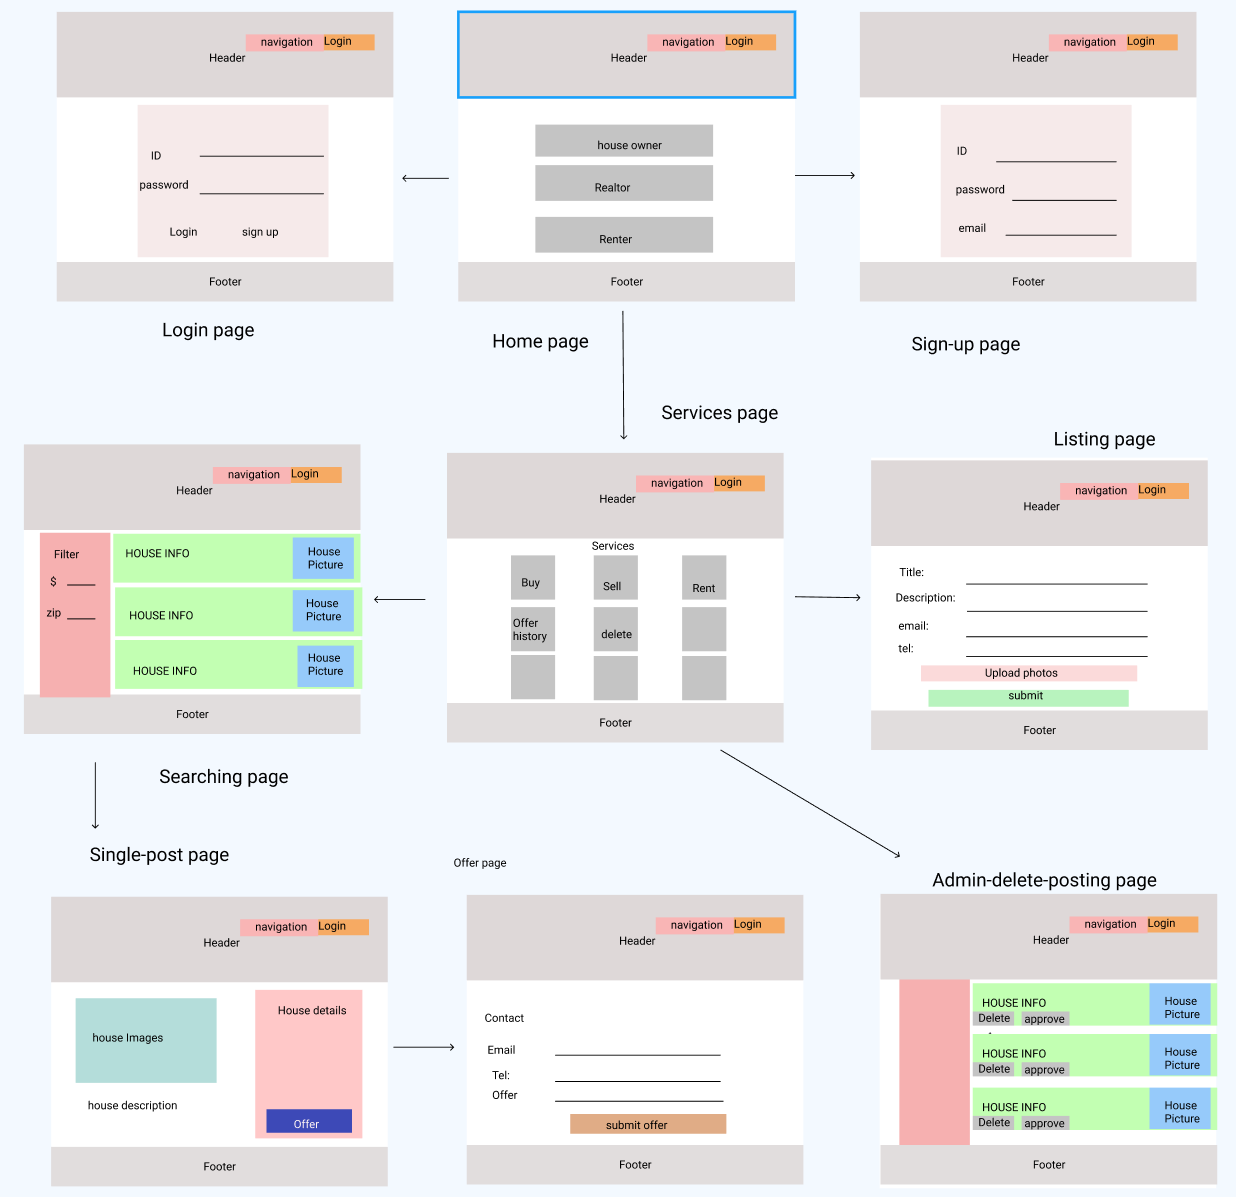 navigation Login
Header
ID
password
Login sign up
Footer
Login page
navigation Login
Header
house owner
Realtor
Renter
Footer
Home page
navigation Login
Header
ID
password
email
Footer
Sign-up page
Services page
Listing page
navigation Login
Header
Filter
$
zip
HOUSE INFO
House
Picture
HOUSE INFO
House
Picture
HOUSE INFO
House
Picture
Footer
Searching page
navigation Login
Header
Services
Buy
Sell
Rent
Offer
history
delete
Footer
navigation Login
Header
Title:
Description:
email:
tel:
Upload photos
submit
Footer
Single-post page
navigation Login
Header
house Images
House details
house description
Offer
Footer
Offer page
navigation Login
Header
Contact
Email
Tel:
Offer
submit offer
Footer
Admin-delete-posting page
navigation Login
Header
HOUSE INFO
Delete approve
House
Picture
HOUSE INFO
Delete approve
House
Picture
HOUSE INFO
Delete approve
House
Picture
Footer